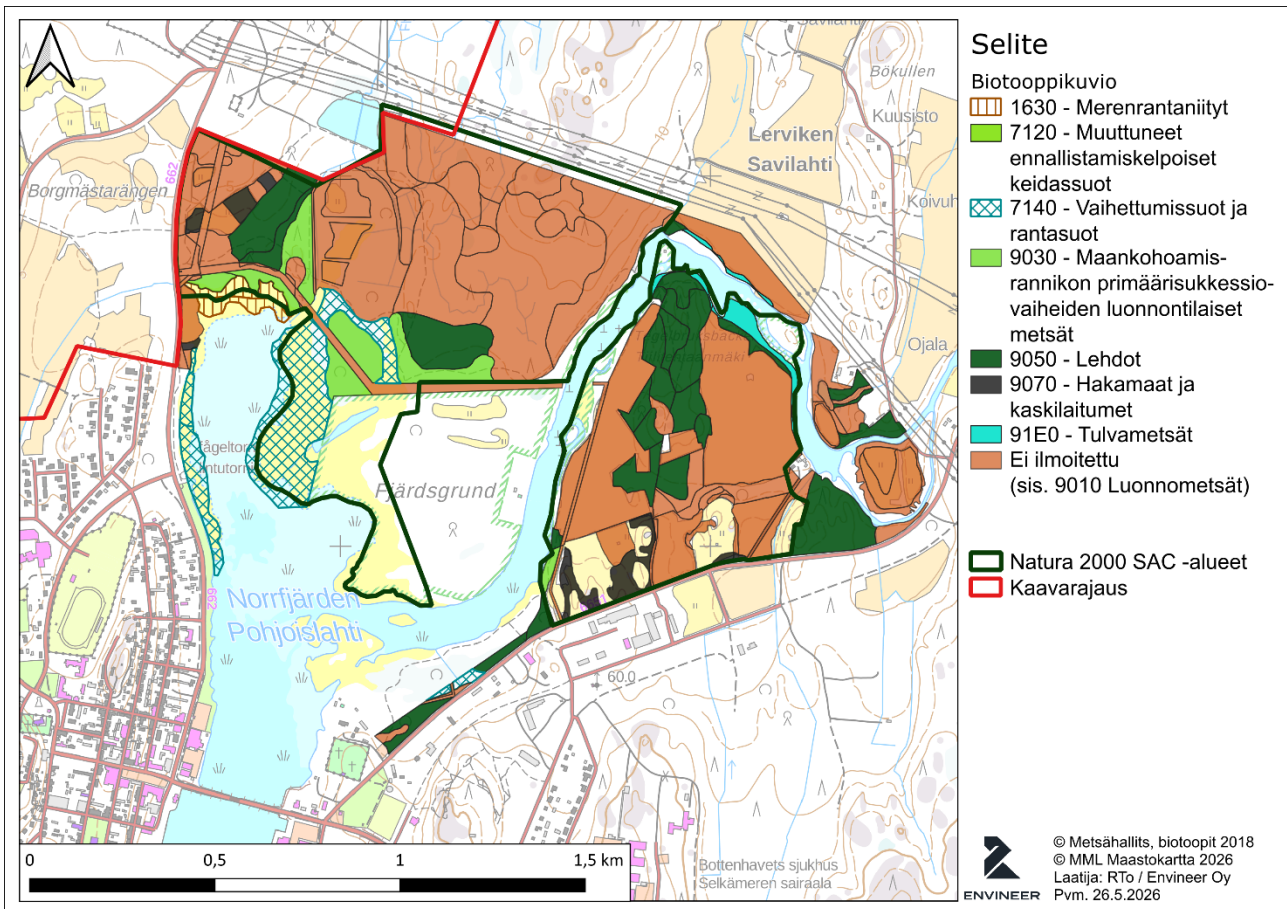 Savilahti
Bökullen
Kuusisto
Lerviken
Savilahti
Koivuh
Borgmästarängen
662
10
Ojala
Fjärdsgrund
Norrfjärden
Pohjoislahti
662
60.0
Bottenhavets sjukhus
Selkämeren sairaala
0
0,5
1
1,5 km
Selite
Biotooppikuvio
1630 - Merenrantaniityt
7120 - Muuttuneet
ennallistamiskelpoiset
keidassuot
7140 - Vaihettumissuot ja
rantasuot
9030 - Maankohoamis-
rannikon primäärisukkessio-
vaiheiden luonnontilaiset
metsät
9050 - Lehdot
9070 - Hakamaat ja
kaskilaitumet
91E0 - Tulvametsät
Ei ilmoitettu
(sis. 9010 Luonnometsät)
Natura 2000 SAC -alueet
Kaavarajaus
ENVINEER
© Metsähallits, biotoopit 2018
© MML Maastokartta 2026
Laatija: RTo / Envineer Oy
Pvm. 26.5.2026